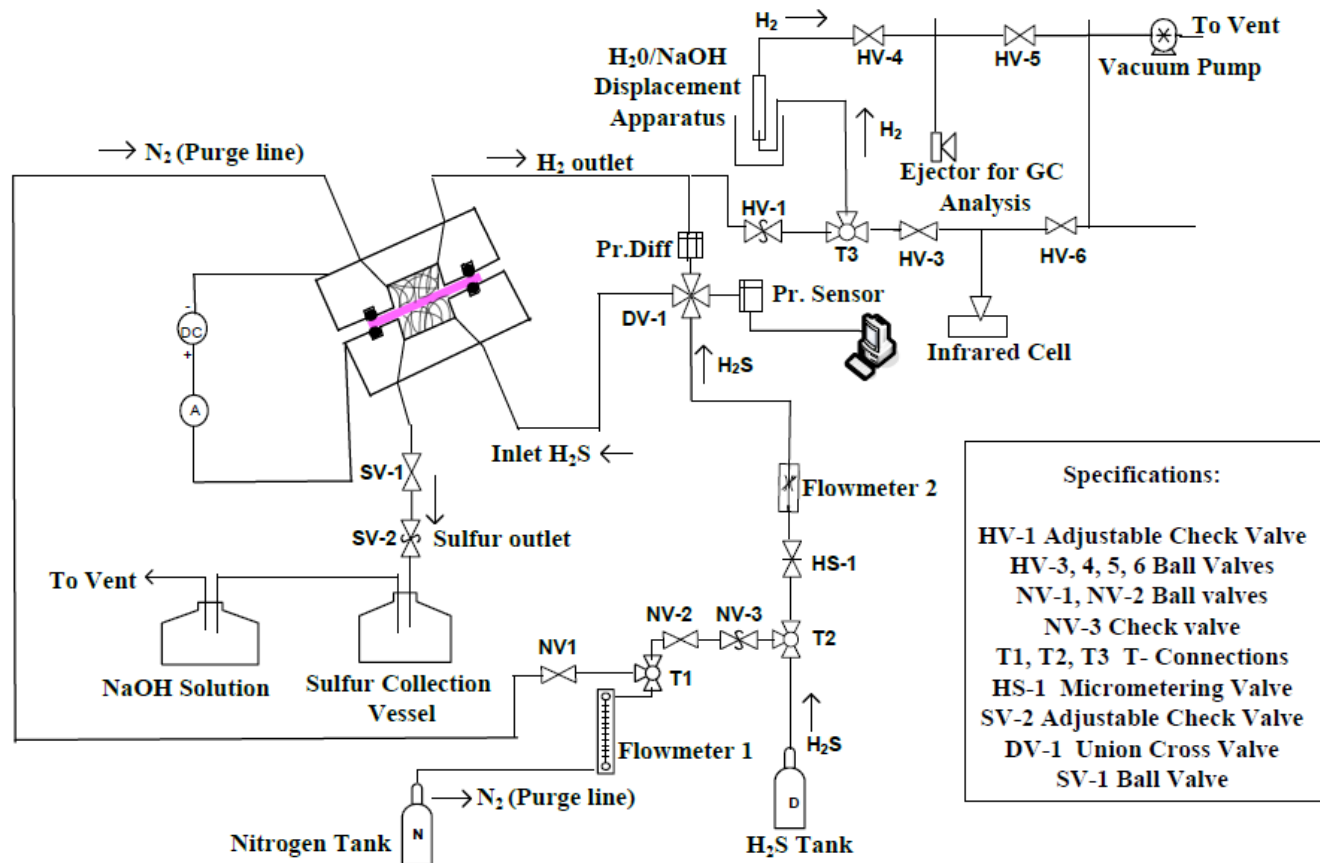 H₂
To Vent
HV-4
HV-5
Vacuum Pump
H₂0/NaOH
Displacement
Apparatus
H₂
N₂ (Purge line)
H₂ outlet
Ejector for GC
Analysis
HV-1
T3
HV-3
HV-6
Pr.Diff
Pr. Sensor
DV-1
Infrared Cell
-
DC
+
A
H₂S
Inlet H₂S
SV-1
SV-2
Sulfur outlet
Flowmeter 2
HS-1
To Vent
NaOH Solution
Sulfur Collection
Vessel
NV1
NV-2
NV-3
T1
T2
Flowmeter 1
H₂S
N₂ (Purge line)
Nitrogen Tank
N
D
H₂S Tank
Specifications:
HV-1 Adjustable Check Valve
HV-3, 4, 5, 6 Ball Valves
NV-1, NV-2 Ball valves
NV-3 Check valve
T1, T2, T3 T- Connections
HS-1 Micrometering Valve
SV-2 Adjustable Check Valve
DV-1 Union Cross Valve
SV-1 Ball Valve